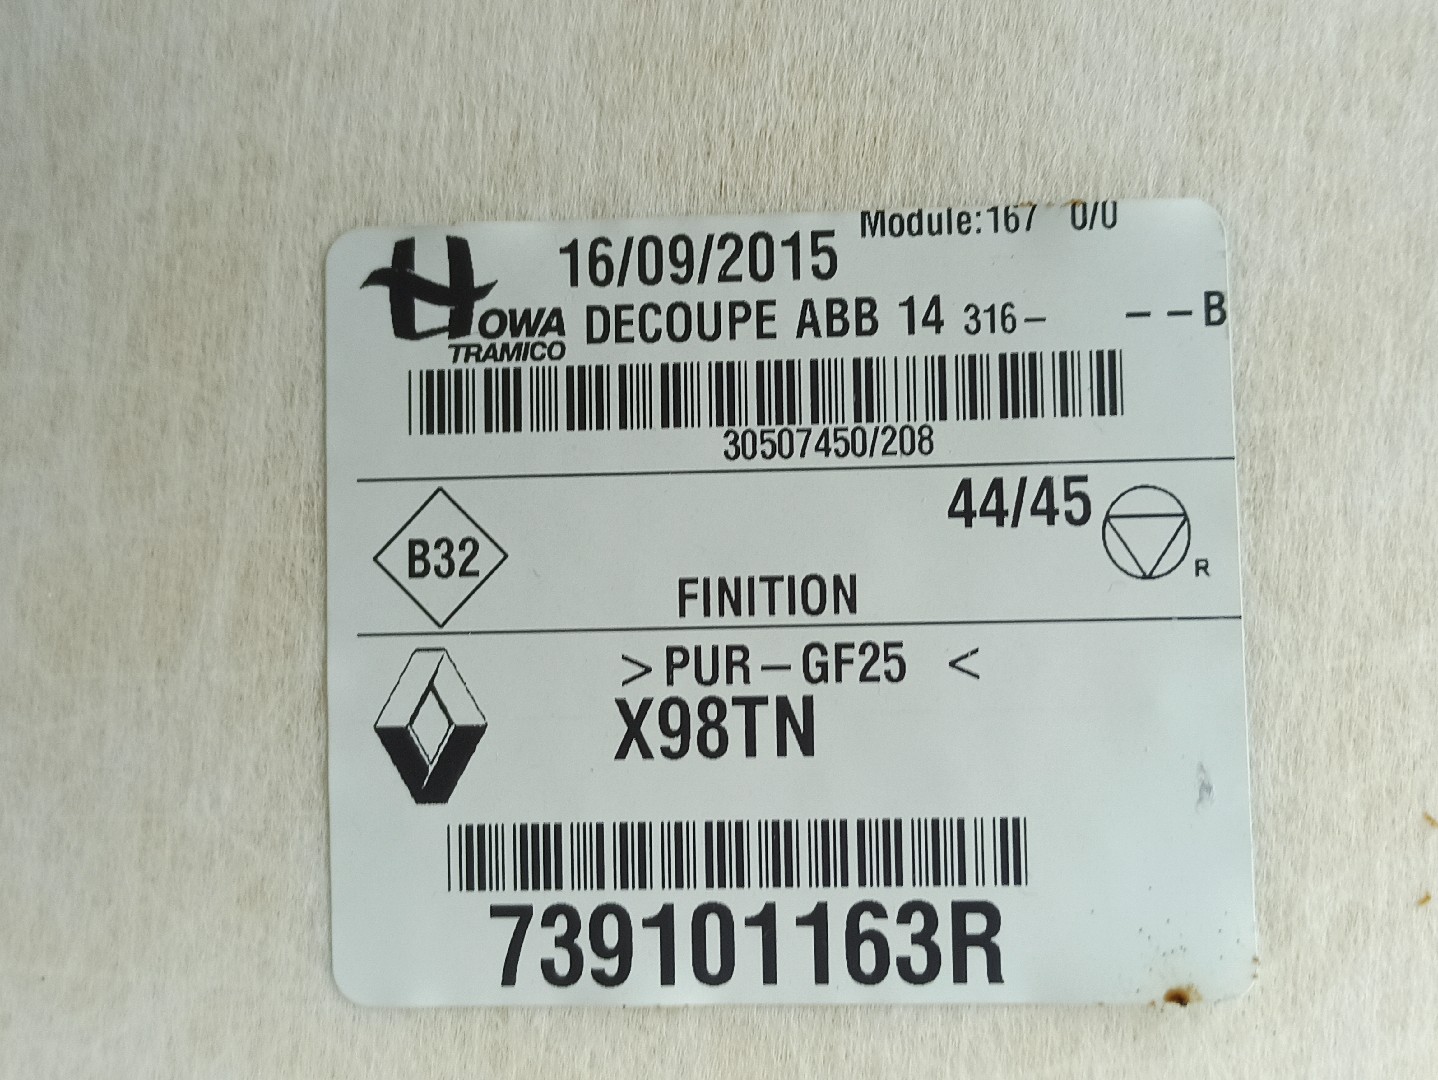 Module:167 0/0
16/09/2015
HOWA
TRAMICO
DECOUPE ABB 14 316- --B
30507450/208
44/45
B32
R
FINITION
>PUR-GF25 <
X98TN
739101163R